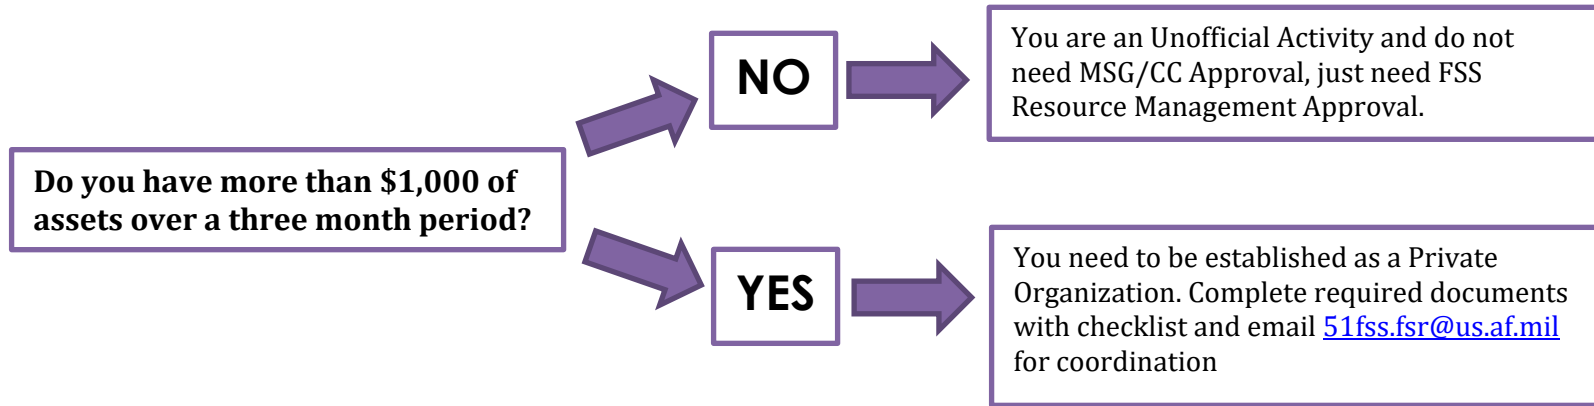 Do you have more than $1,000 of
assets over a three month period?
NO
You are an Unofficial Activity and do not
need MSG/CC Approval, just need FSS
Resource Management Approval.
YES
You need to be established as a Private
Organization. Complete required documents
with checklist and email 51fss.fsr@us.af.mil
for coordination